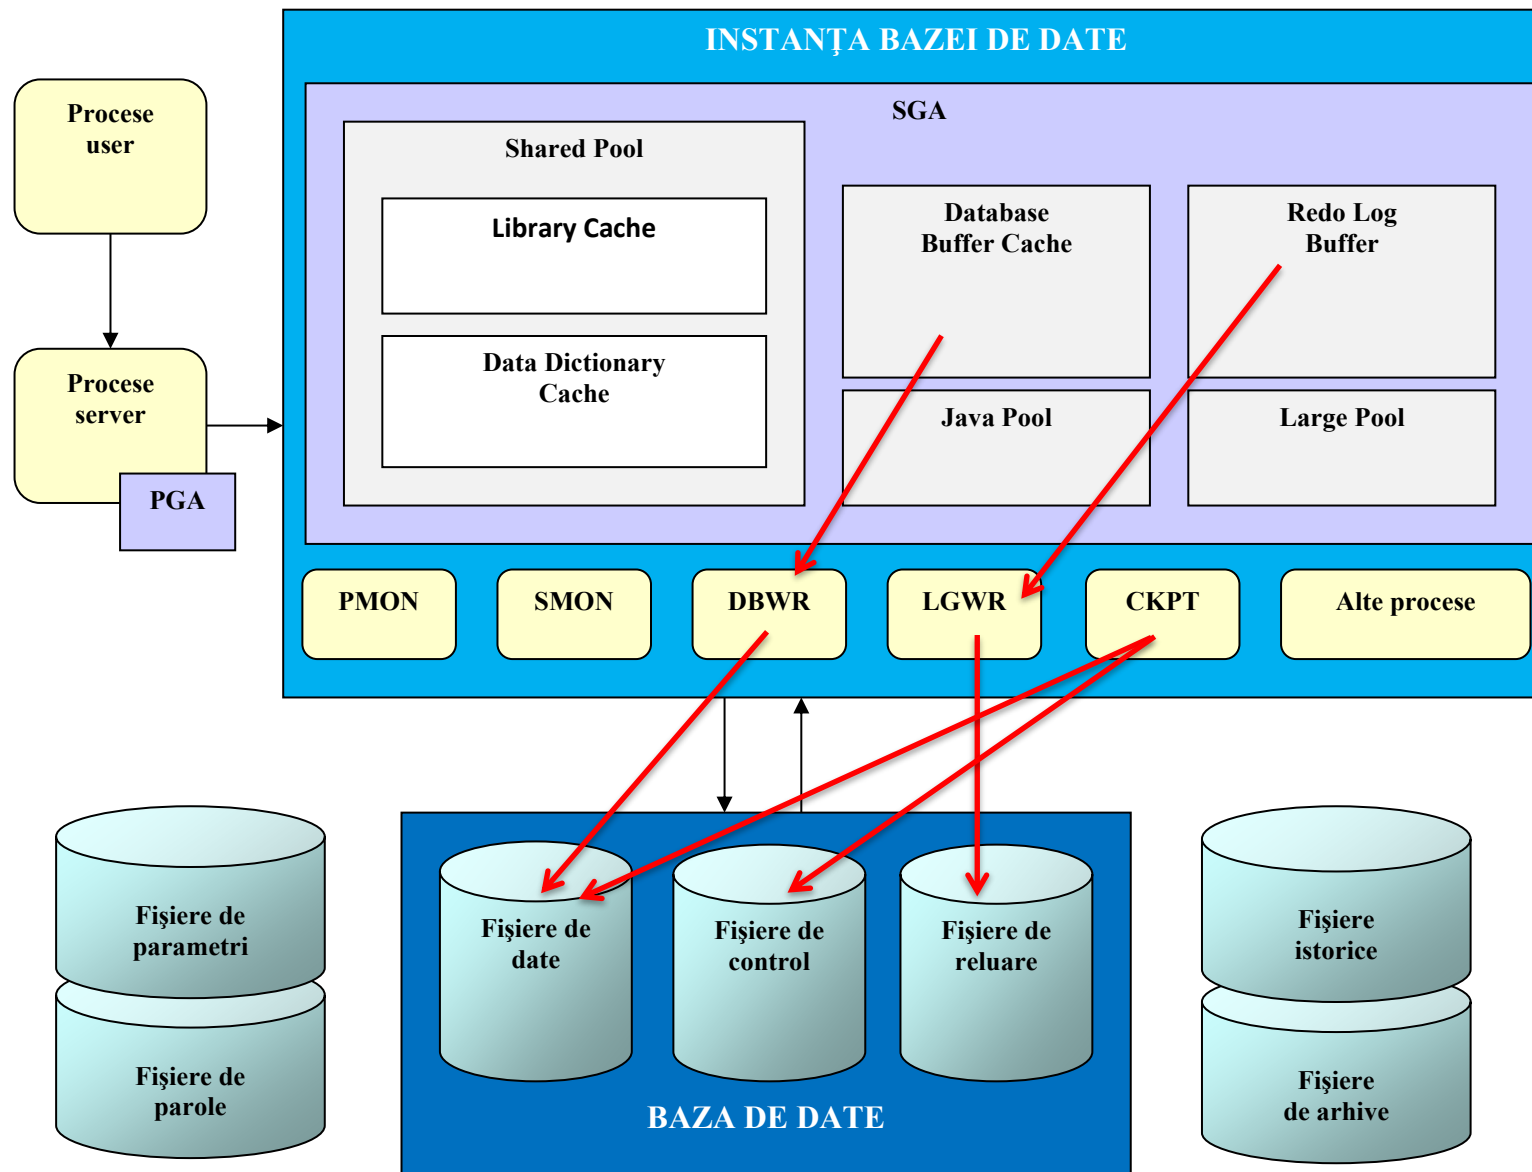 INSTANŢA BAZEI DE DATE
Procese
user
SGA
Shared Pool
Library Cache
Database
Buffer Cache
Redo Log
Buffer
Data Dictionary
Cache
Procese
server
PGA
Java Pool
Large Pool
PMON
SMON
DBWR
LGWR
CKPT
Alte procese
Fişiere de
parametri
Fişiere de
date
Fişiere de
control
Fişiere de
reluare
Fişiere
istorice
Fişiere de
parole
BAZA DE DATE
Fişiere
de arhive